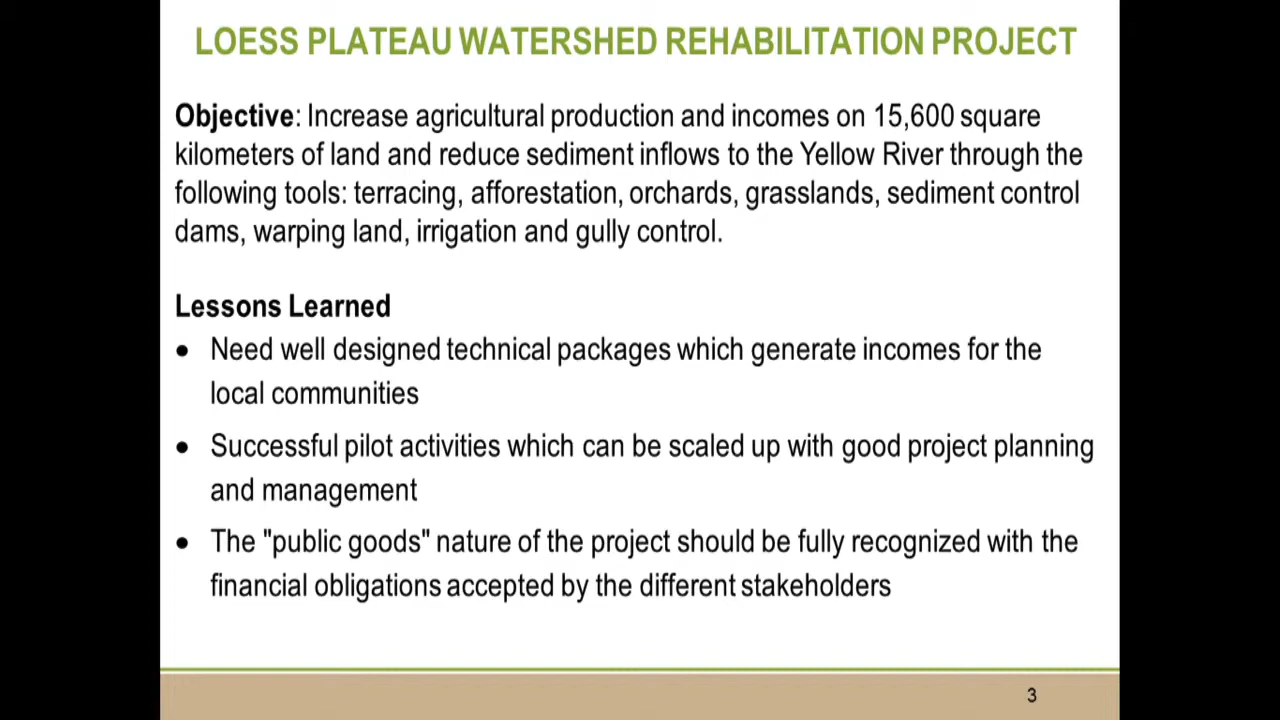 LOESS PLATEAU WATERSHED REHABILITATION PROJECT
Objective: Increase agricultural production and incomes on 15,600 square
kilometers of land and reduce sediment inflows to the Yellow River through the
following tools: terracing, afforestation, orchards, grasslands, sediment control
dams, warping land, irrigation and gully control.
Lessons Learned
• Need well designed technical packages which generate incomes for the
local communities
• Successful pilot activities which can be scaled up with good project planning
and management
• The "public goods" nature of the project should be fully recognized with the
financial obligations accepted by the different stakeholders
3